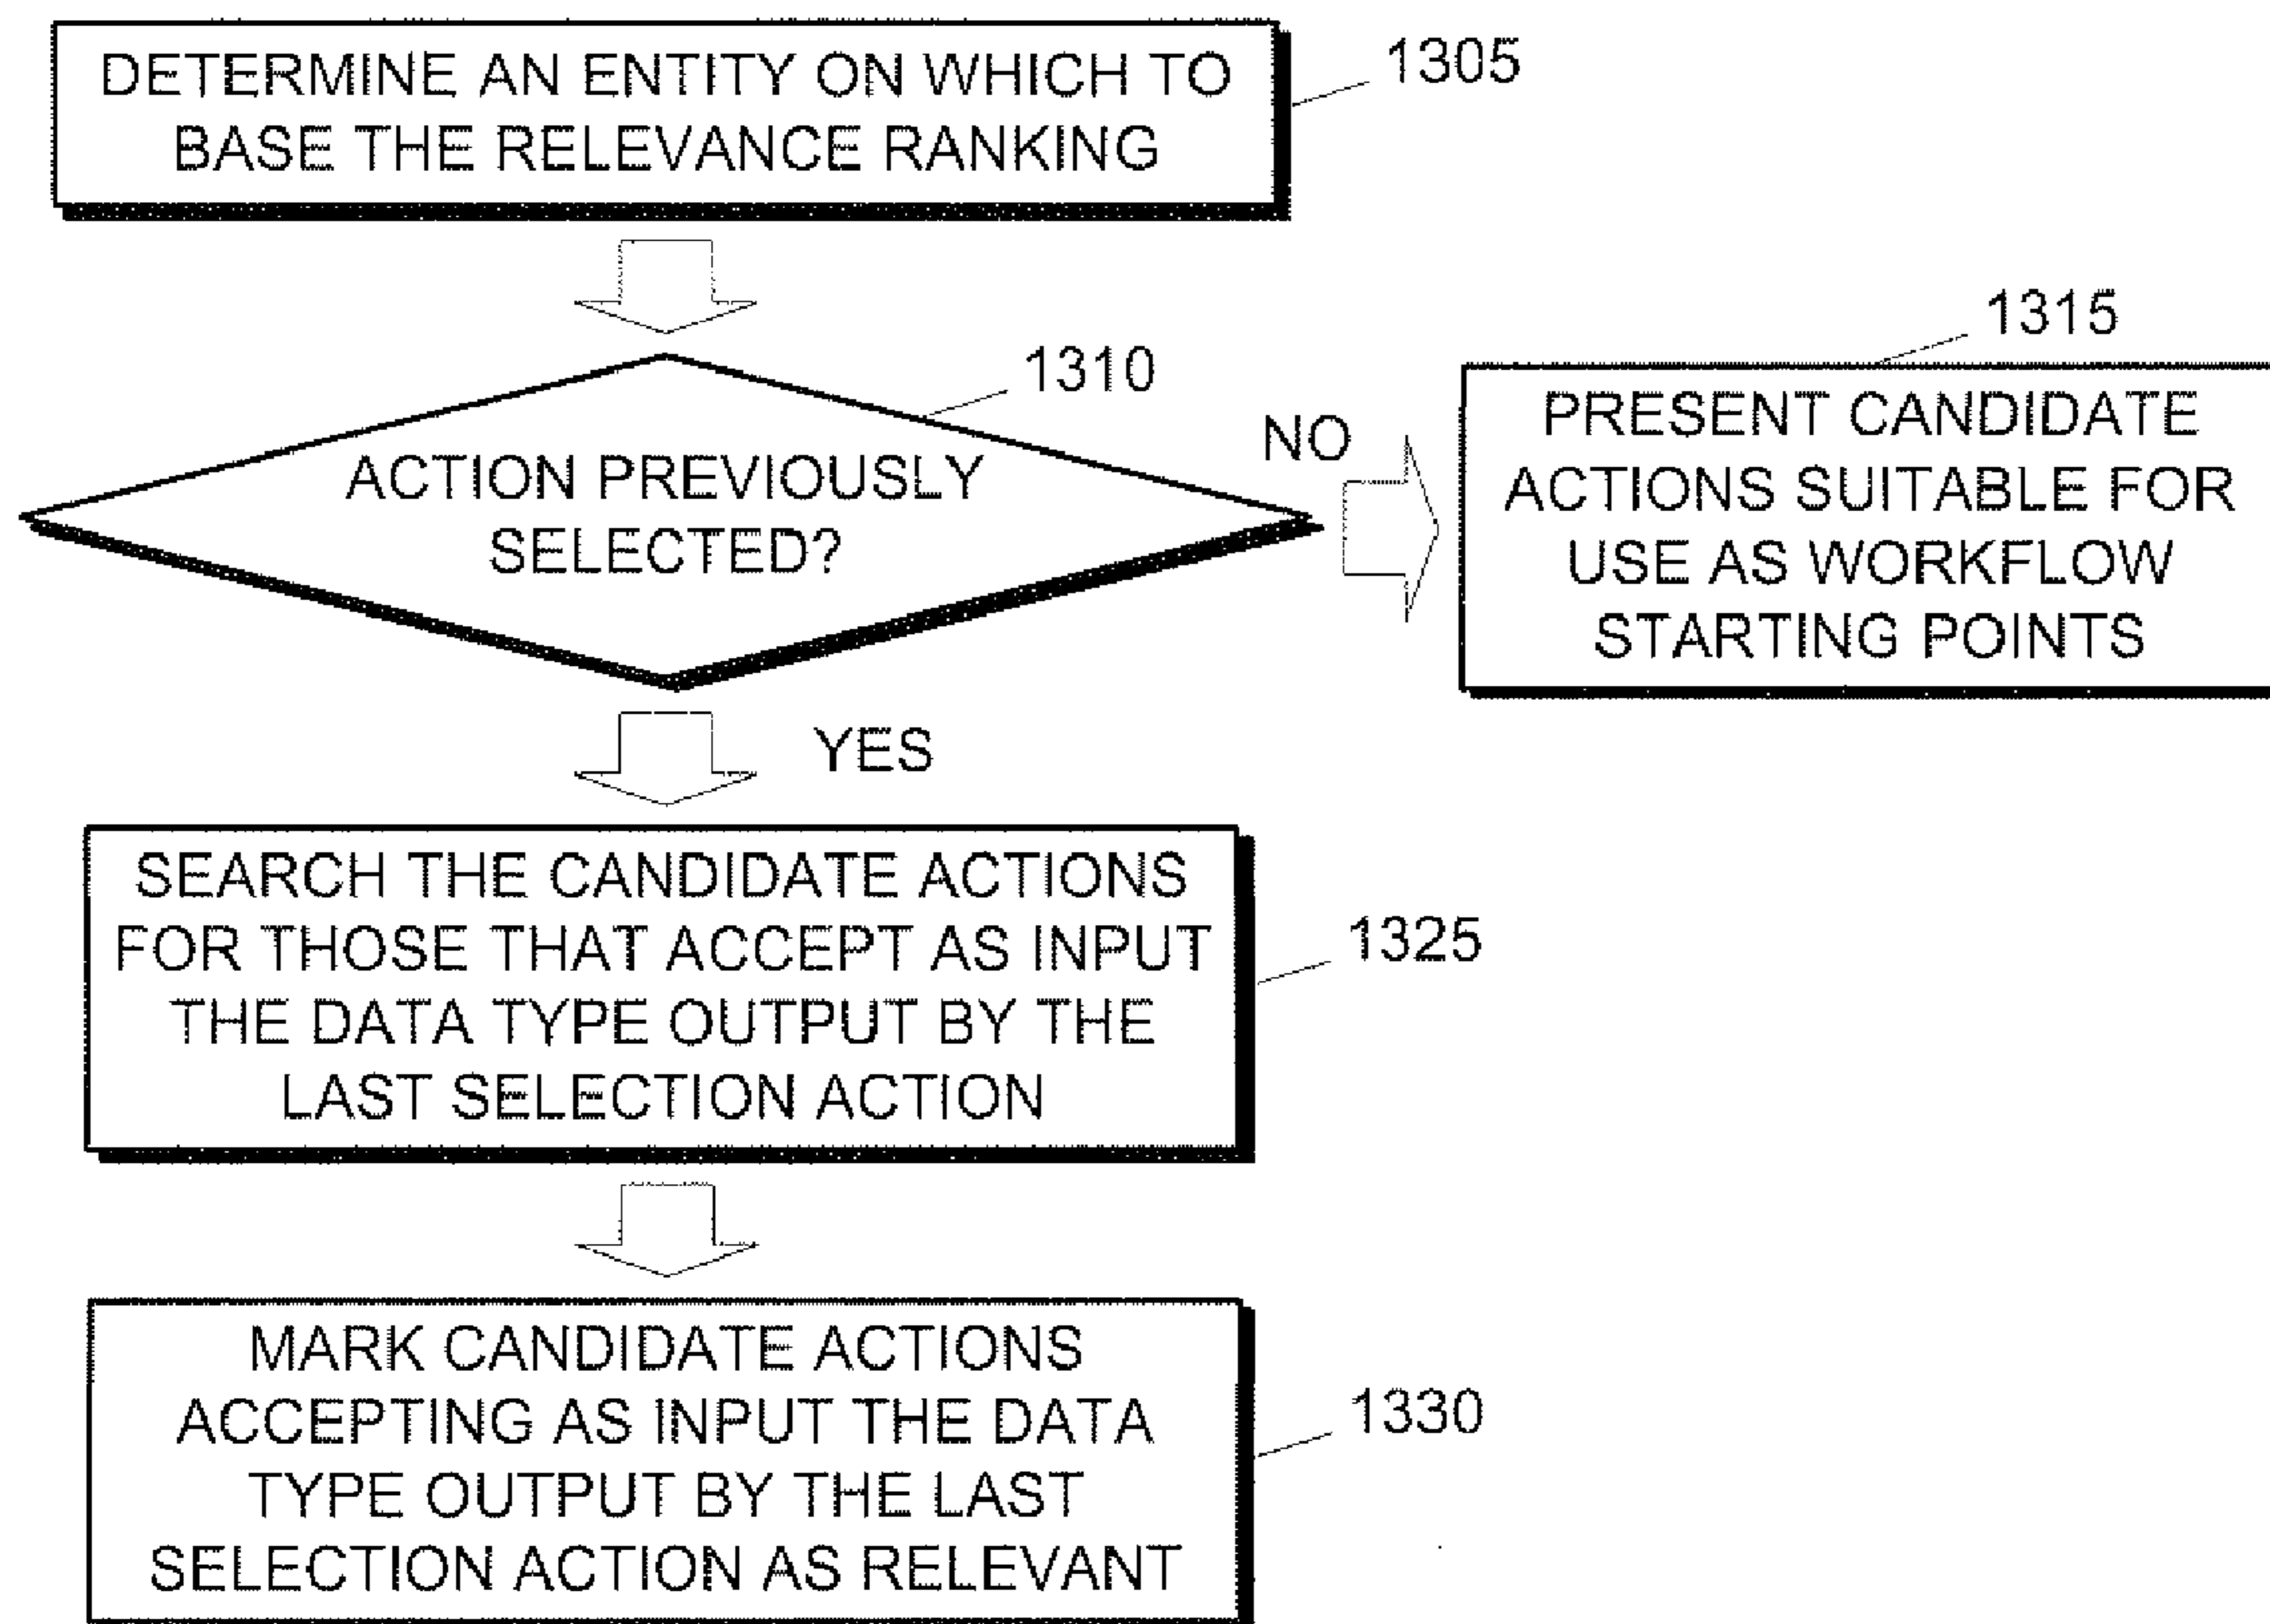 DETERMINE AN ENTITY ON WHICH TO
BASE THE RELEVANCE RANKING
1305
1310
ACTION PREVIOUSLY
SELECTED?
NO
1315
PRESENT CANDIDATE
ACTIONS SUITABLE FOR
USE AS WORKFLOW
STARTING POINTS
YES
SEARCH THE CANDIDATE ACTIONS
FOR THOSE THAT ACCEPT AS INPUT
THE DATA TYPE OUTPUT BY THE
LAST SELECTION ACTION
1325
MARK CANDIDATE ACTIONS
ACCEPTING AS INPUT THE DATA
TYPE OUTPUT BY THE LAST
SELECTION ACTION AS RELEVANT
1330